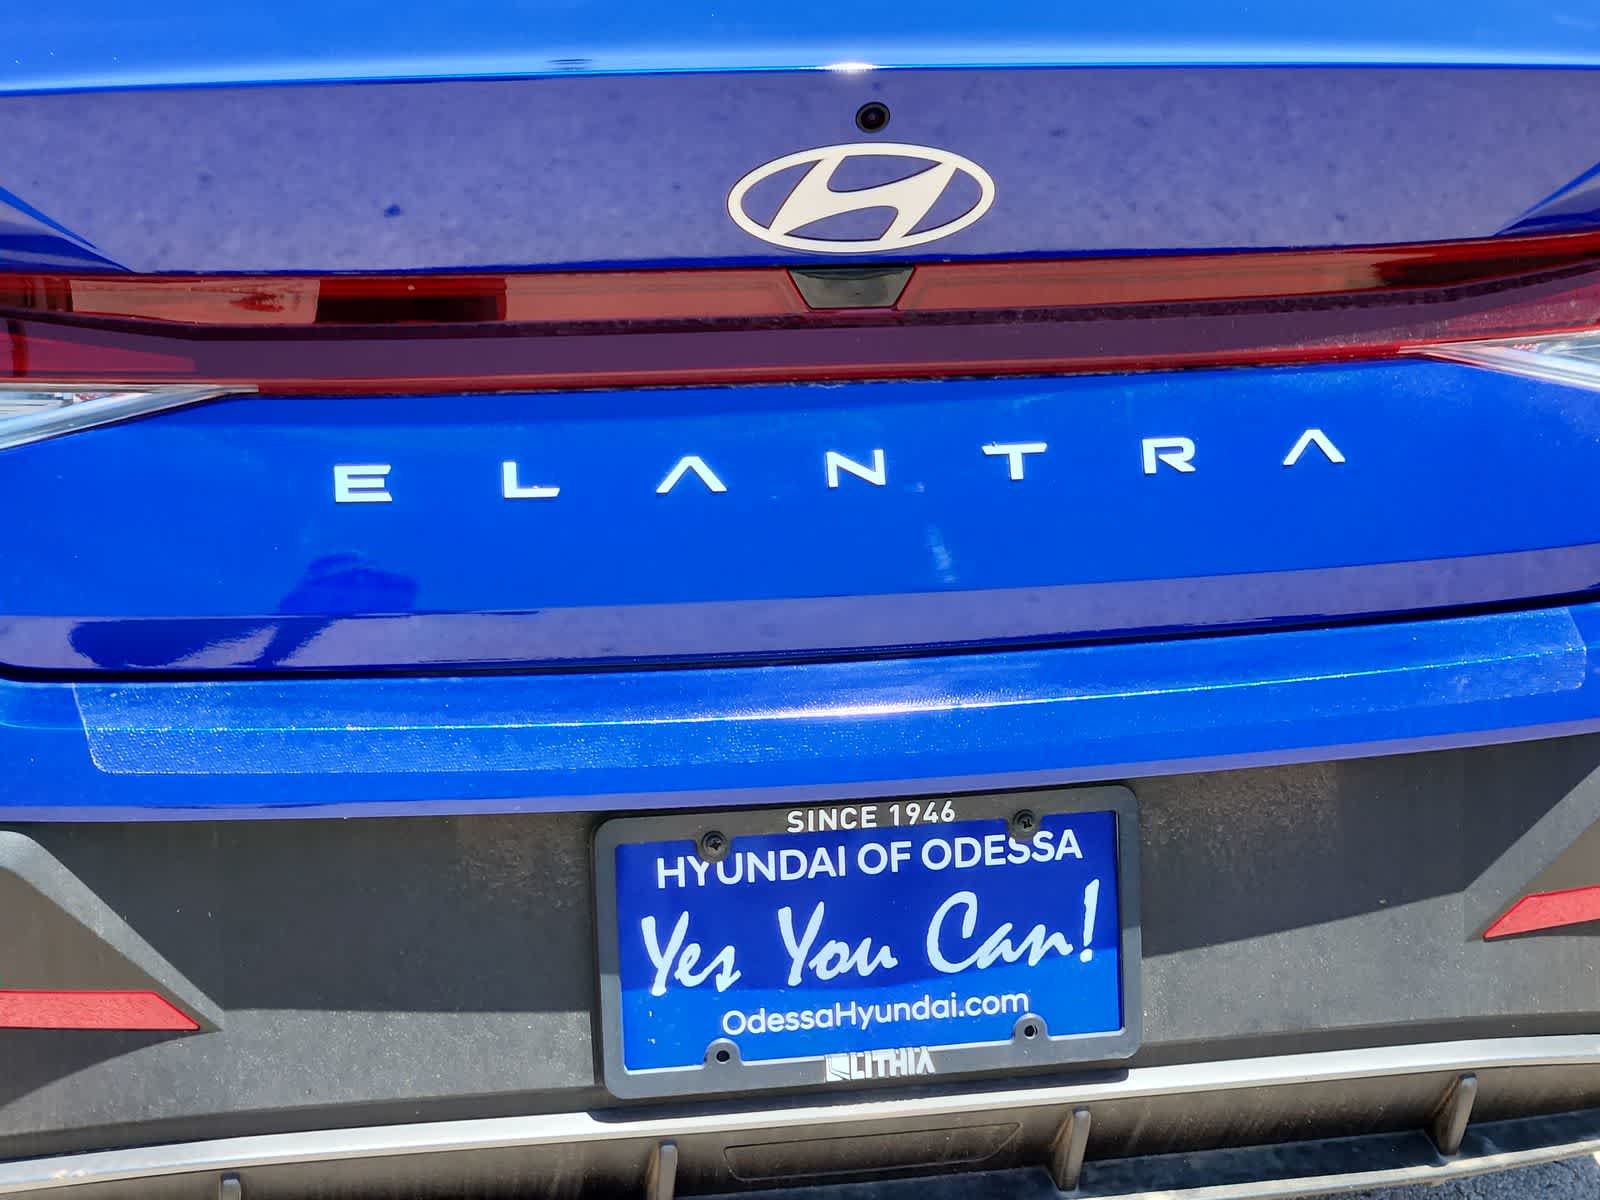 ELANTRA
SINCE 1946
HYUNDAI OF ODESSA
Yes You Can!
OdessaHyundai.com
LITHIA